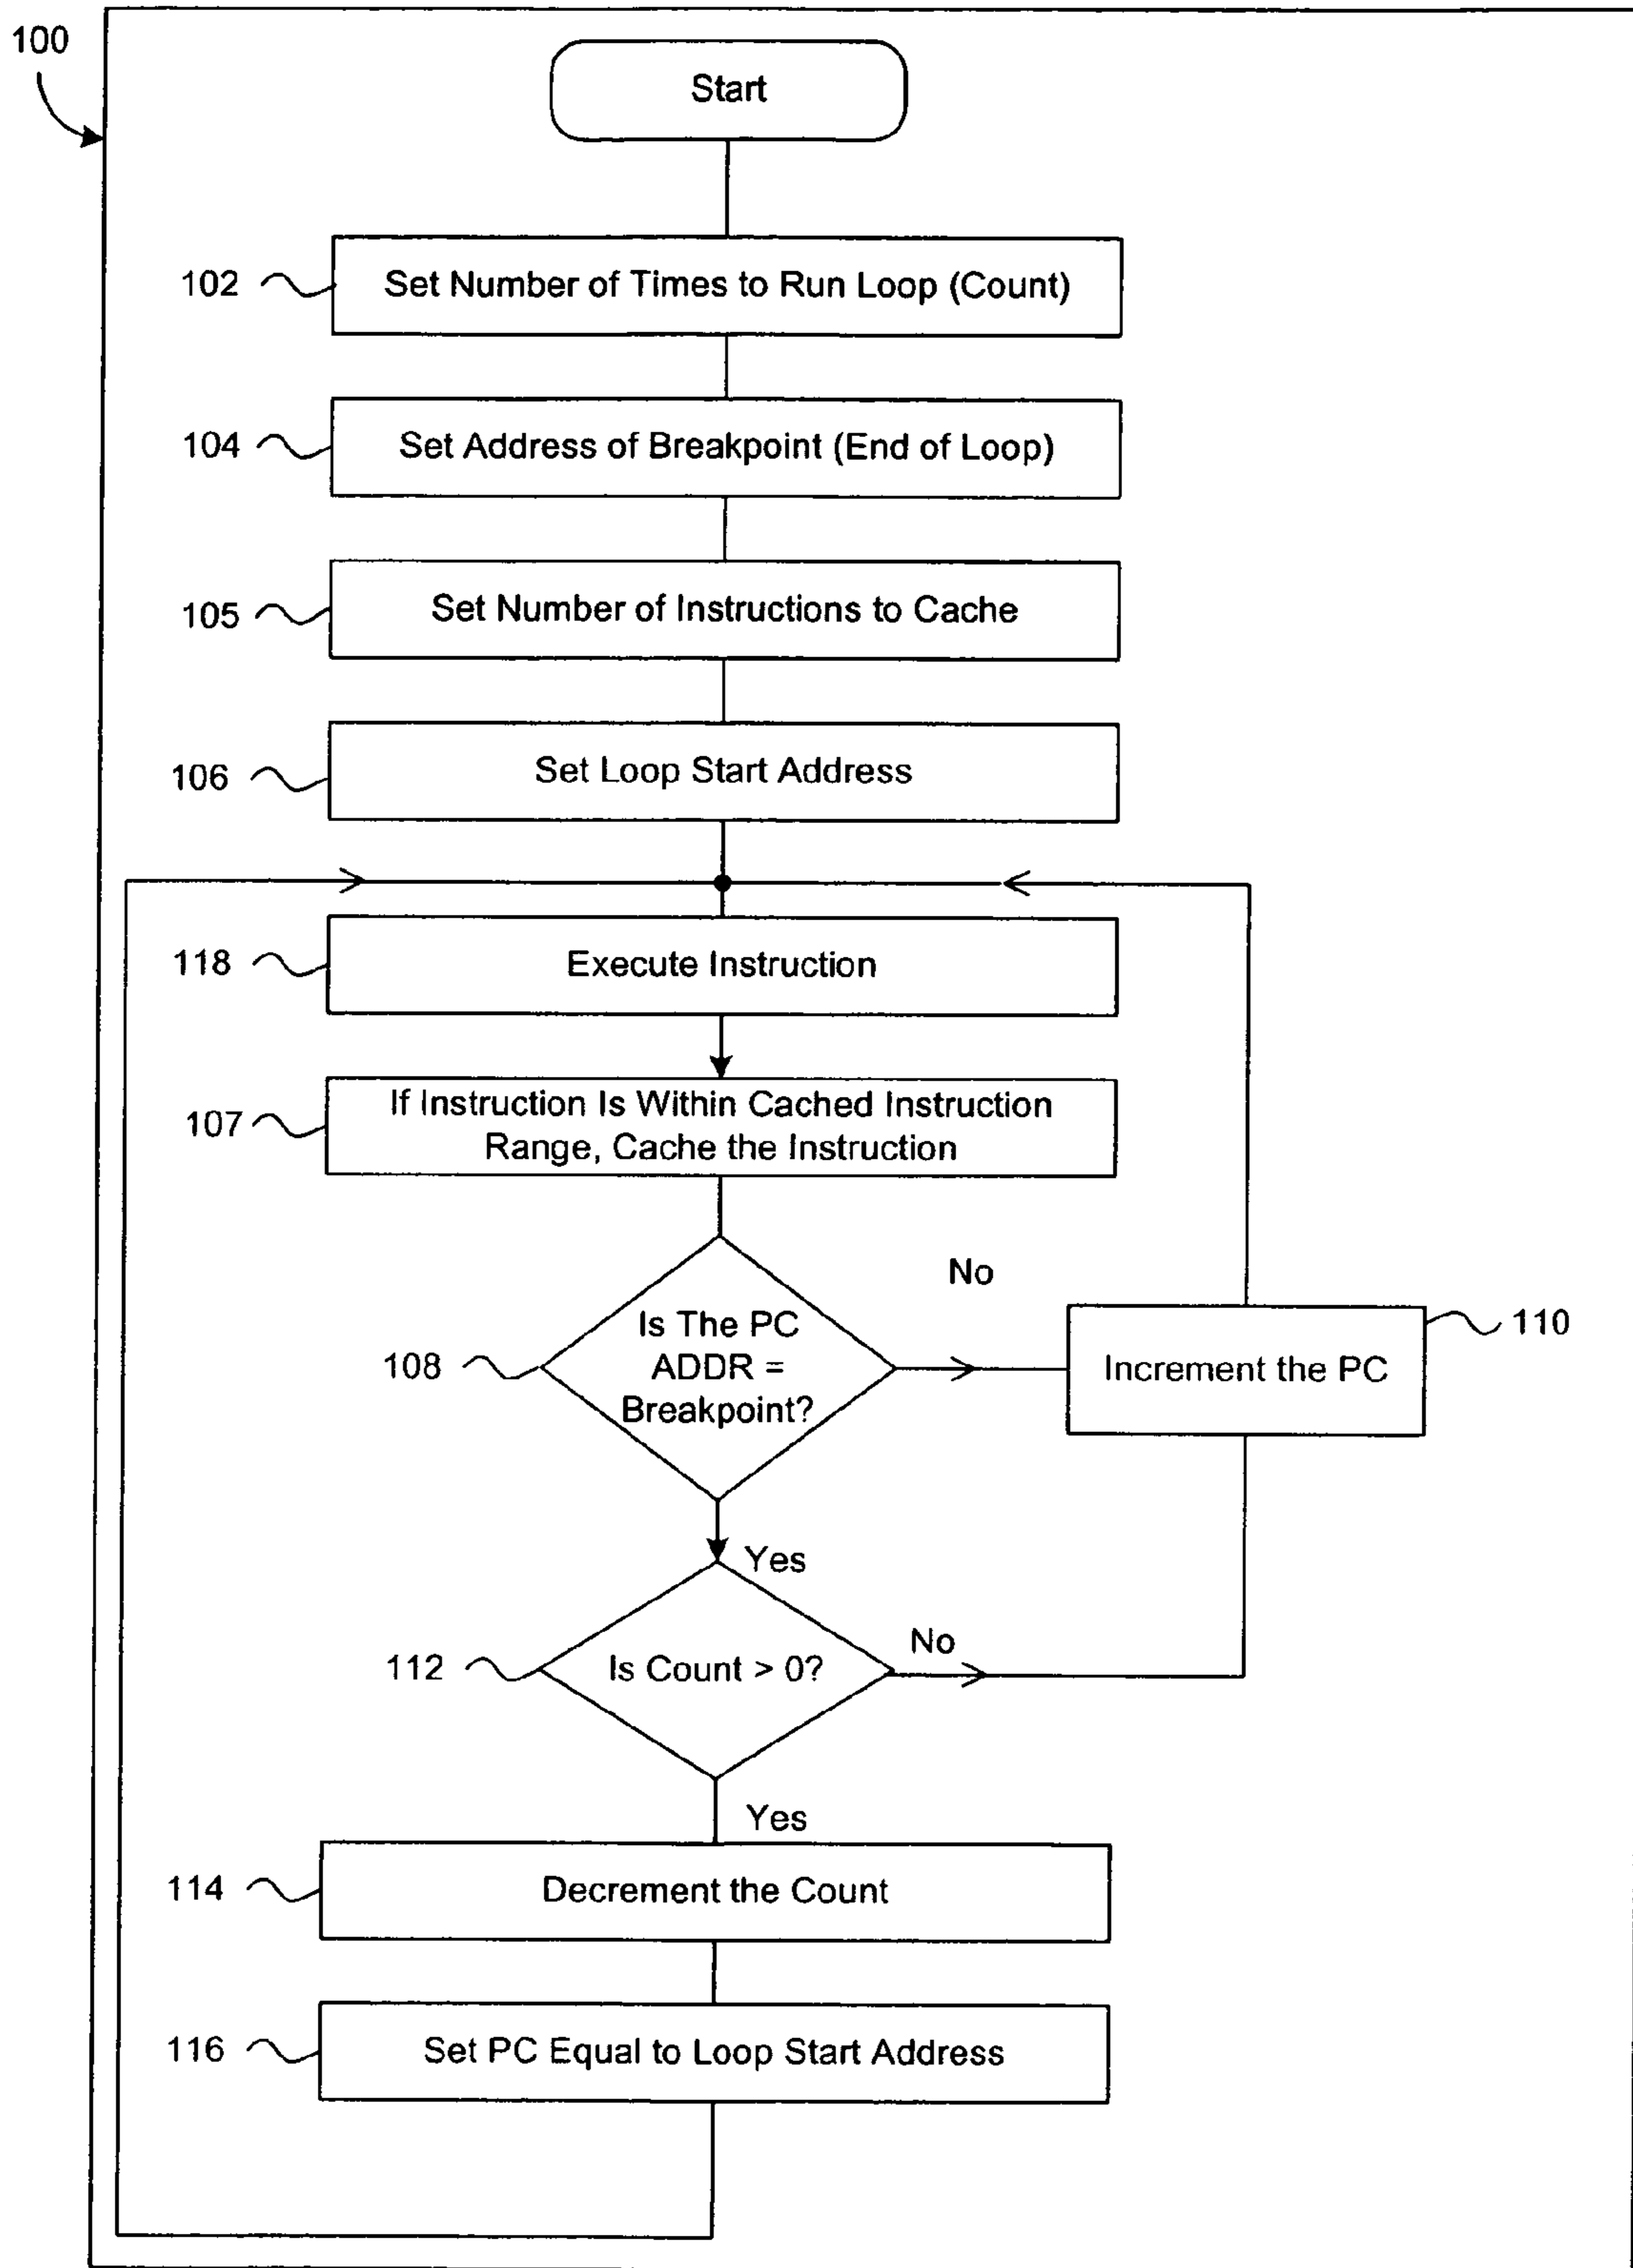 100
Start
102
Set Number of Times to Run Loop (Count)
104
Set Address of Breakpoint (End of Loop)
105
Set Number of Instructions to Cache
106
Set Loop Start Address
118
Execute Instruction
107
If Instruction Is Within Cached Instruction
Range, Cache the Instruction
No
108
Is The PC
ADDR =
Breakpoint?
Increment the PC
110
Yes
112
Is Count > 0?
No
Yes
114
Decrement the Count
116
Set PC Equal to Loop Start Address